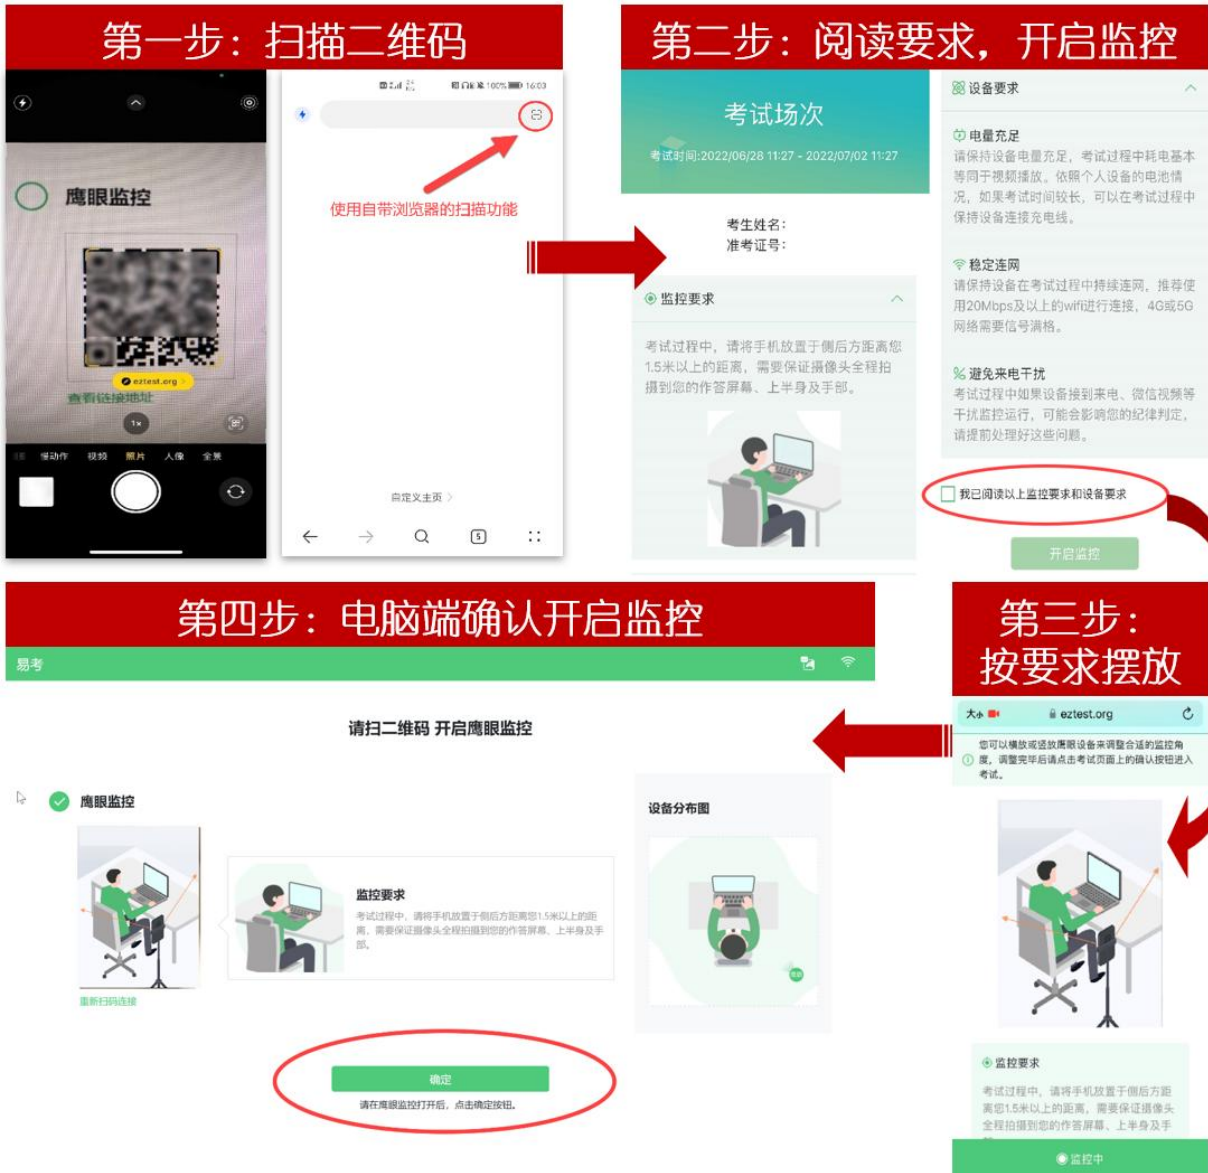 第一步：扫描二维码
鹰眼监控
eztest.org >
查看链接地址
1x
慢动作 视频 照片 人像 全景
100% 16:03
使用自带浏览器的扫描功能
自定义主页 >
5
第二步：阅读要求，开启监控
考试场次
考试时间:2022/06/28 11:27 - 2022/07/02 11:27
考生姓名：
准考证号：
监控要求
考试过程中，请将手机放置于侧后方距离您
1.5米以上的距离，需要保证摄像头全程拍
摄到您的作答屏幕、上半身及手部。
设备要求
电量充足
请保持设备电量充足，考试过程中耗电基本
等同于视频播放。依照个人设备的电池情
况，如果考试时间较长，可以在考试过程中
保持设备连接充电线。
稳定连网
请保持设备在考试过程中持续连网，推荐使
用20Mbps及以上的wifi进行连接，4G或5G
网络需要信号满格。
避免来电干扰
考试过程中如果设备接到来电、微信视频等
干扰监控运行，可能会影响您的纪律判定，
请提前处理好这些问题。
我已阅读以上监控要求和设备要求
开启监控
第三步：
按要求摆放
大小 eztest.org
您可以横放或竖放鹰眼设备来调整合适的监控角
度，调整完毕后请点击考试页面上的确认按钮进入
考试。
监控要求
考试过程中，请将手机放置于侧后方距
离您1.5米以上的距离，需要保证摄像头
全程拍摄到您的作答屏幕、上半身及手
监控中
第四步：电脑端确认开启监控
易考
请扫二维码 开启鹰眼监控
鹰眼监控
重新扫码连接
监控要求
考试过程中，请将手机放置于侧后方距离您1.5米以上的距
离，需要保证摄像头全程拍摄到您的作答屏幕、上半身及手
部。
设备分布图
确定
请在鹰眼监控打开后，点击确定按钮。